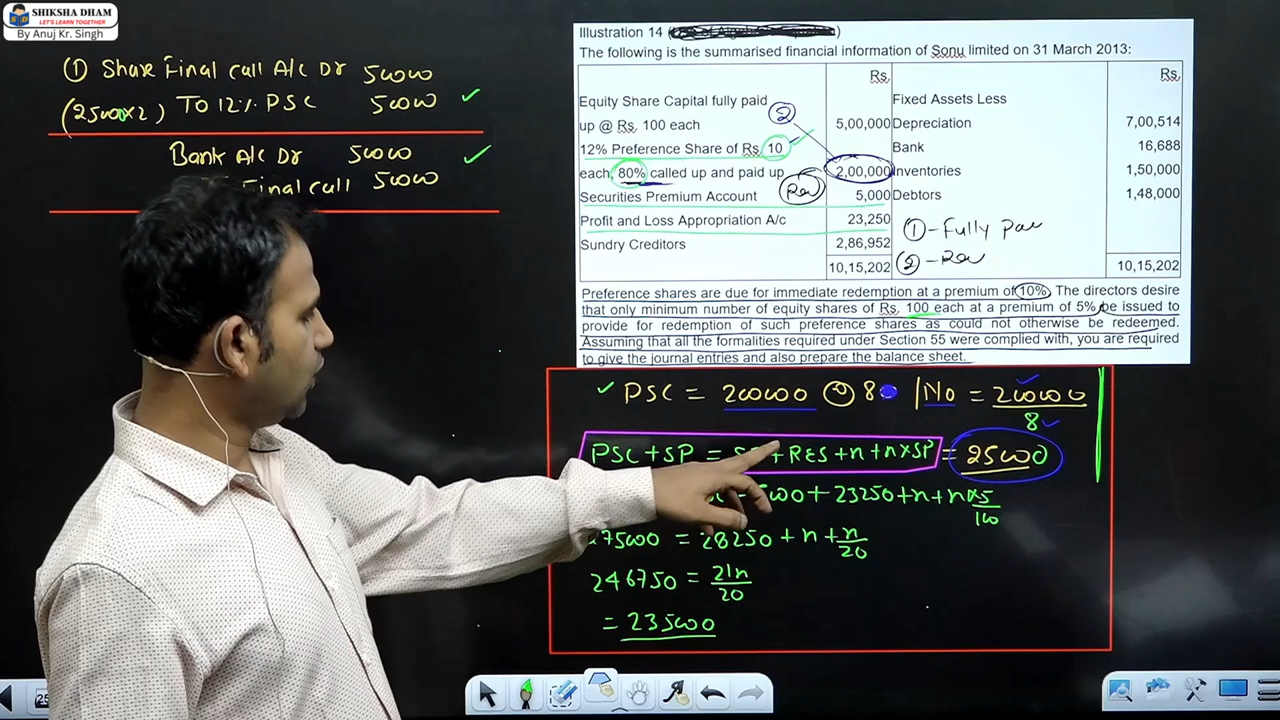 SHIKSHA DHAM
LET'S LEARN TOGETHER
By Anuj Kr. Singh
① Share Final call A/c Dr 50000
(25000x2) To 12% PSC 50000 ✓
Bank A/c Dr 50000 ✓
Final call 50000
Illustration 14
The following is the summarised financial information of Sonu limited on 31 March 2013:
Rs. Rs.
Equity Share Capital fully paid Fixed Assets Less
up @ Rs. 100 each 5,00,000 Depreciation 7,00,514
12% Preference Share of Rs. 10 Bank 16,688
each, 80% called up and paid up 2,00,000 Inventories 1,50,000
Securities Premium Account 5,000 Debtors 1,48,000
Profit and Loss Appropriation A/c 23,250
Sundry Creditors 2,86,952
10,15,202 10,15,202
②
Rev
① - Fully
② - Rev
Preference shares are due for immediate redemption at a premium of 10%. The directors desire
that only minimum number of equity shares of Rs. 100 each at a premium of 5% be issued to
provide for redemption of such preference shares as could not otherwise be redeemed.
Assuming that all the formalities required under Section 55 were complied with, you are required
to give the journal entries and also prepare the balance sheet.
✓ PSC = 200000 @ 8 | No = 200000
8
PSC + SP = + RES + n + nxSP = 25000
+ 23250 + n + n x 5
100
27500 = 28250 + n + n
20
246750 = 21n
20
= 235000